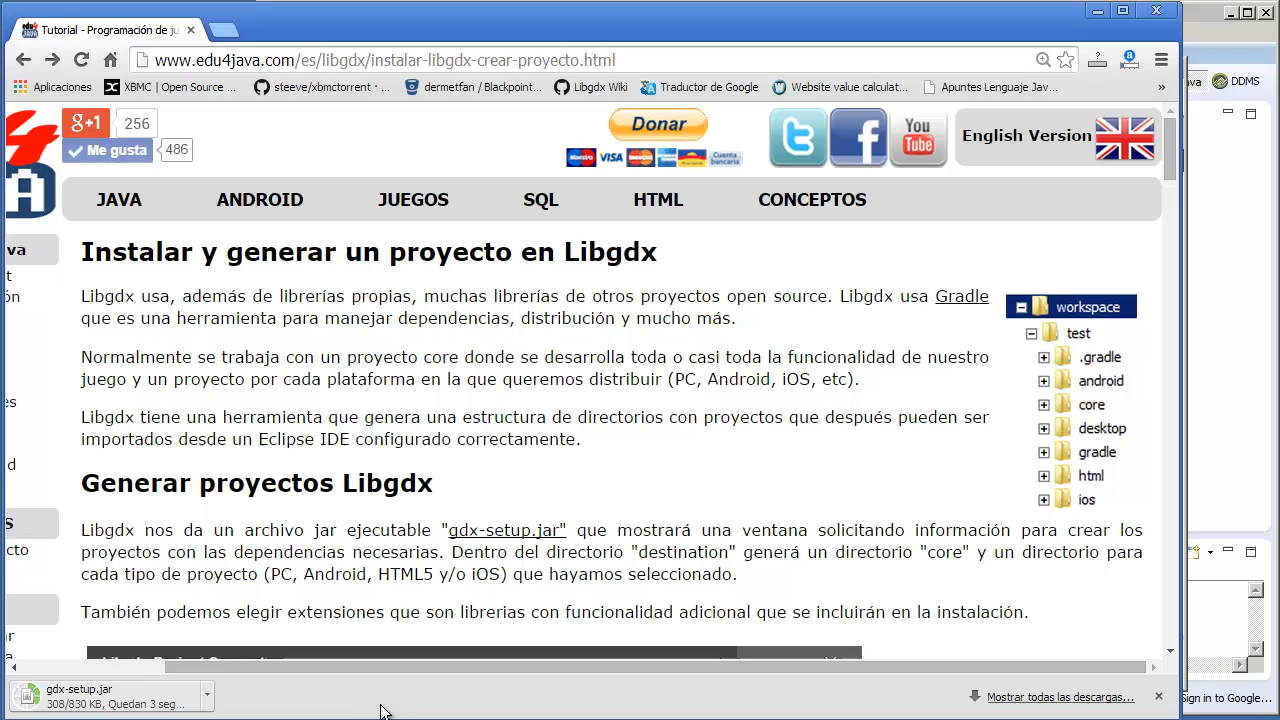 Tutorial - Programación de ju
www.edu4java.com/es/libgdx/instalar-libgdx-crear-proyecto.html
Aplicaciones
XBMC | Open Source ...
steeve/xbmctorrent · ...
dermetfan / Blackpoint...
Libgdx Wiki
Traductor de Google
Website value calculat...
Apuntes Lenguaje Jav...
»
DDMS
g+1 256
Me gusta 486
Donar
VISA
Cuenta bancaria
You Tube
English Version
JAVA ANDROID JUEGOS SQL HTML CONCEPTOS
Instalar y generar un proyecto en Libgdx
Libgdx usa, además de librerías propias, muchas librerías de otros proyectos open source. Libgdx usa Gradle
que es una herramienta para manejar dependencias, distribución y mucho más.
Normalmente se trabaja con un proyecto core donde se desarrolla toda o casi toda la funcionalidad de nuestro
juego y un proyecto por cada plataforma en la que queremos distribuir (PC, Android, iOS, etc).
Libgdx tiene una herramienta que genera una estructura de directorios con proyectos que después pueden ser
importados desde un Eclipse IDE configurado correctamente.
workspace
test
.gradle
android
core
desktop
gradle
html
ios
Generar proyectos Libgdx
Libgdx nos da un archivo jar ejecutable "gdx-setup.jar" que mostrará una ventana solicitando información para crear los
proyectos con las dependencias necesarias. Dentro del directorio "destination" generá un directorio "core" y un directorio para
cada tipo de proyecto (PC, Android, HTML5 y/o iOS) que hayamos seleccionado.
También podemos elegir extensiones que son librerias con funcionalidad adicional que se incluirán en la instalación.
gdx-setup.jar
308/830 KB, Quedan 3 seg...
Mostrar todas las descargas...
Sign in to Google...